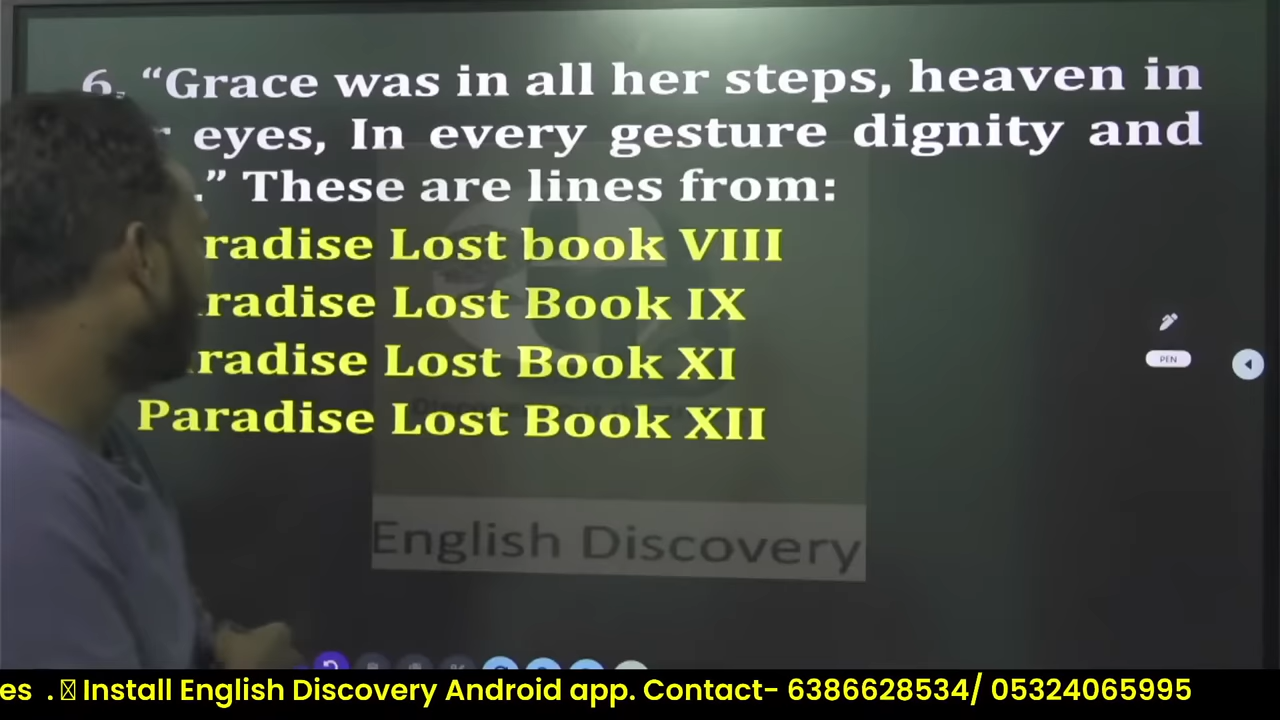 6. “Grace was in all her steps, heaven in
eyes, In every gesture dignity and
.” These are lines from:
radise Lost book VIII
radise Lost Book IX
radise Lost Book XI
Paradise Lost Book XII
PEN
English Discovery
es . Install English Discovery Android app. Contact- 6386628534/ 05324065995